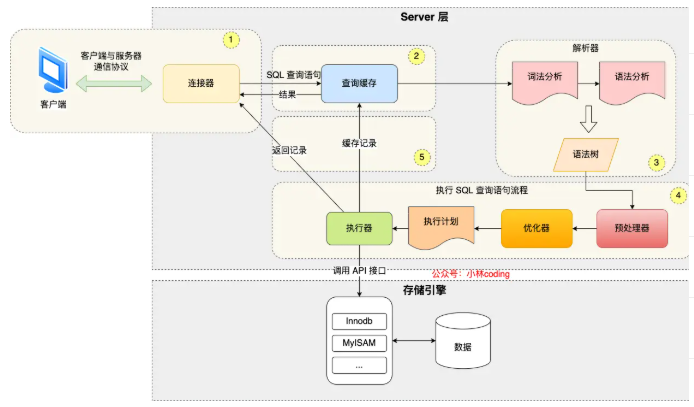 Server 层
1
客户端与服务器
通信协议
客户端
连接器
SQL 查询语句
结果
2
查询缓存
解析器
词法分析
语法分析
语法树
3
返回记录
缓存记录
5
执行 SQL 查询语句流程
4
执行器
执行计划
优化器
预处理器
调用 API 接口
公众号：小林coding
存储引擎
Innodb
MyISAM
...
数据